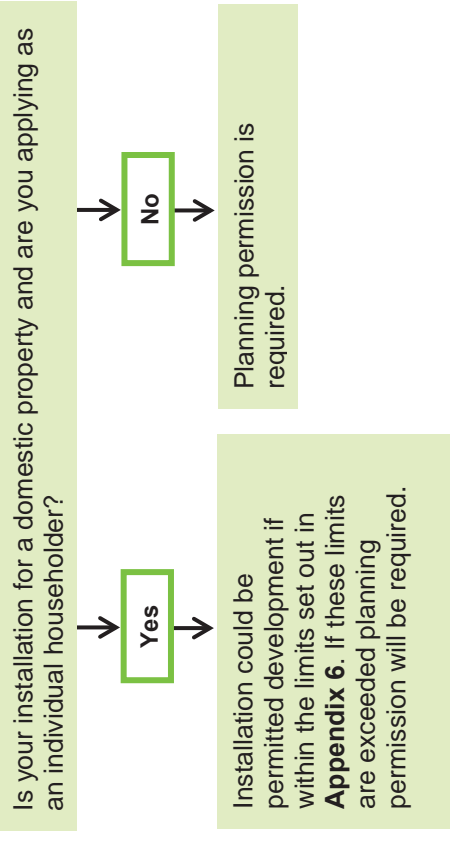 Is your installation for a domestic property and are you applying as
an individual householder?
Yes
No
Installation could be
permitted development if
within the limits set out in
Appendix 6. If these limits
are exceeded planning
permission will be required.
Planning permission is
required.